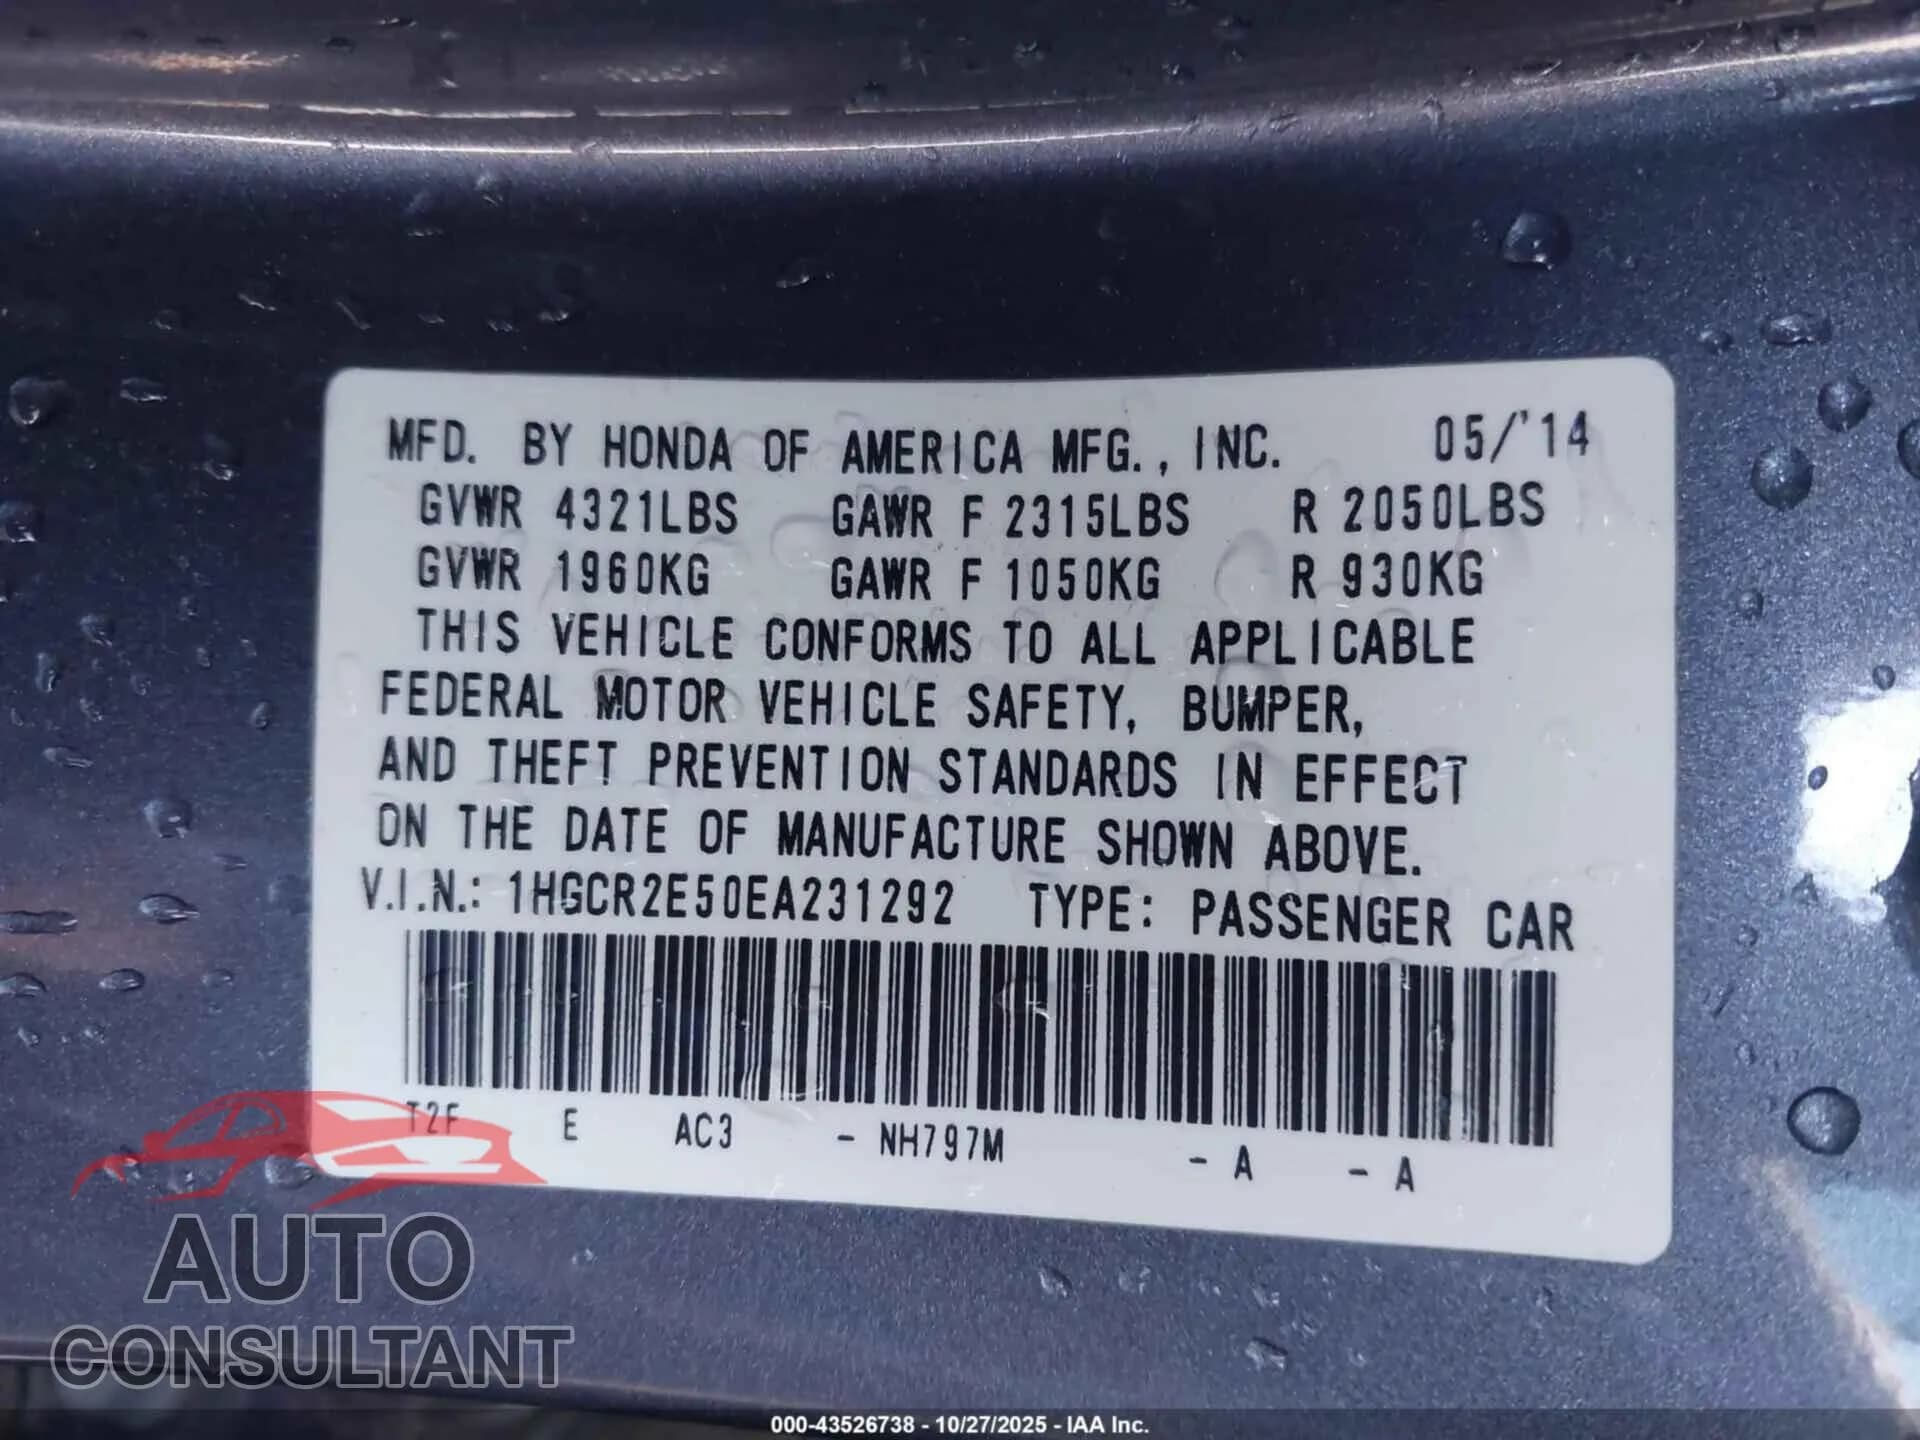 MFD. BY HONDA OF AMERICA MFG., INC. 05/'14
GVWR 4321LBS GAWR F 2315LBS R 2050LBS
GVWR 1960KG GAWR F 1050KG R 930KG
THIS VEHICLE CONFORMS TO ALL APPLICABLE
FEDERAL MOTOR VEHICLE SAFETY, BUMPER,
AND THEFT PREVENTION STANDARDS IN EFFECT
ON THE DATE OF MANUFACTURE SHOWN ABOVE.
V.I.N.: 1HGCR2E50EA231292 TYPE: PASSENGER CAR
T2F E AC3 - NH797M - A - A
AUTO
CONSULTANT
000-43526738 - 10/27/2025 - IAA Inc.